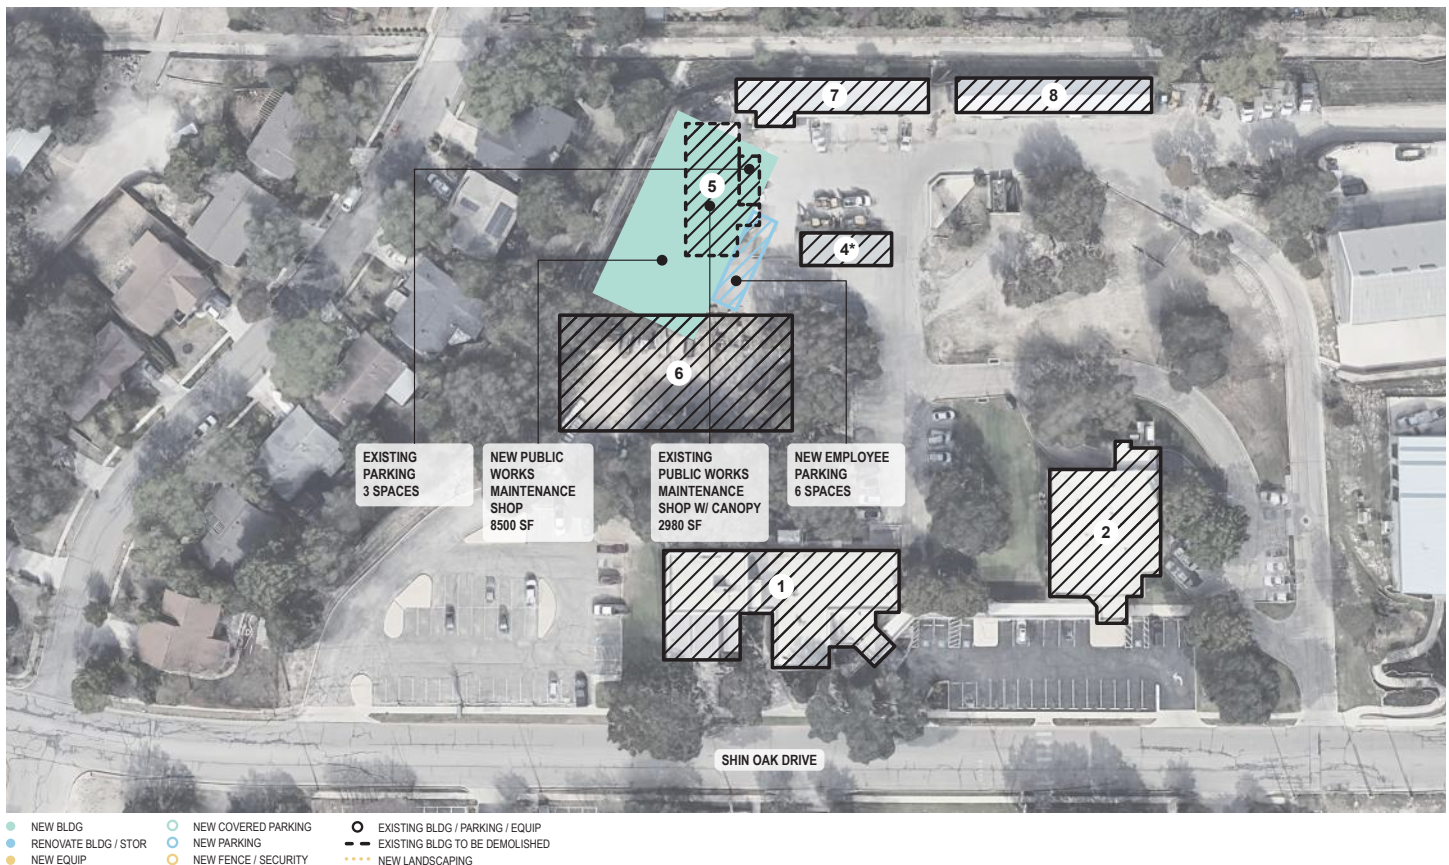 7
8
5
4*
6
EXISTING
PARKING
3 SPACES
NEW PUBLIC
WORKS
MAINTENANCE
SHOP
8500 SF
EXISTING
PUBLIC WORKS
MAINTENANCE
SHOP W/ CANOPY
2980 SF
NEW EMPLOYEE
PARKING
6 SPACES
2
1
SHIN OAK DRIVE
NEW BLDG
RENOVATE BLDG / STOR
NEW EQUIP
NEW COVERED PARKING
NEW PARKING
NEW FENCE / SECURITY
EXISTING BLDG / PARKING / EQUIP
EXISTING BLDG TO BE DEMOLISHED
NEW LANDSCAPING